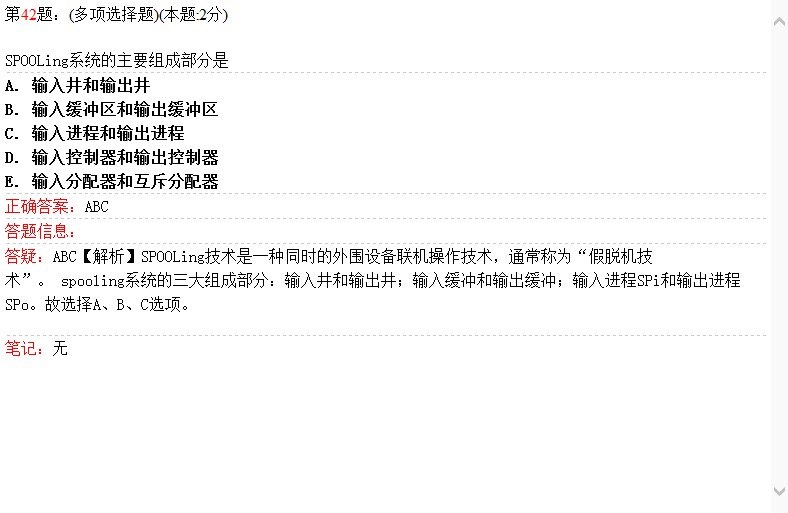 第42题：(多项选择题)(本题:2分)
SPOOLing系统的主要组成部分是
A. 输入井和输出井
B. 输入缓冲区和输出缓冲区
C. 输入进程和输出进程
D. 输入控制器和输出控制器
E. 输入分配器和互斥分配器
正确答案：ABC
答题信息：
答疑：ABC【解析】SPOOLing技术是一种同时的外围设备联机操作技术，通常称为“假脱机技
术”。 spooling系统的三大组成部分：输入井和输出井；输入缓冲和输出缓冲；输入进程SPi和输出进程
SPo。故选择A、B、C选项。
笔记：无